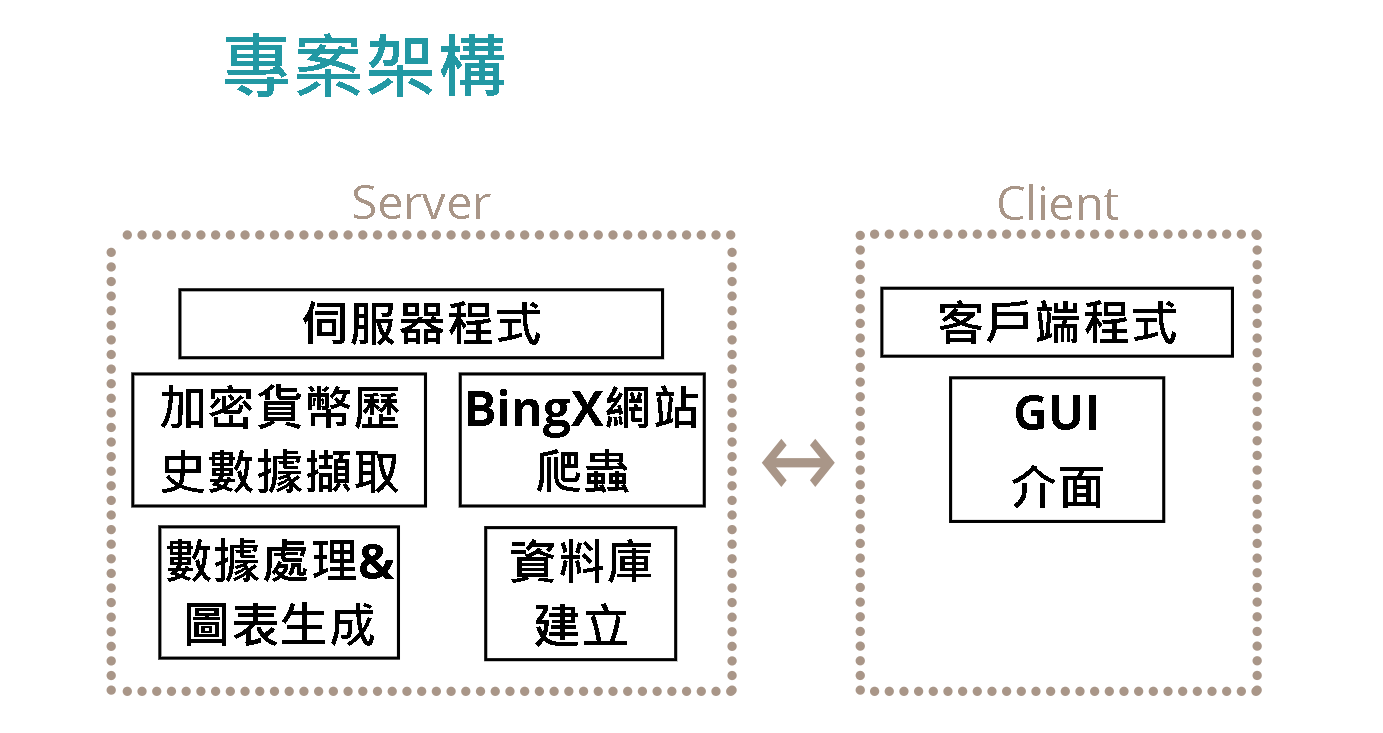 專案架構
Server
伺服器程式
加密貨幣歷
史數據擷取
BingX網站
爬蟲
數據處理&
圖表生成
資料庫
建立
Client
客戶端程式
GUI
介面